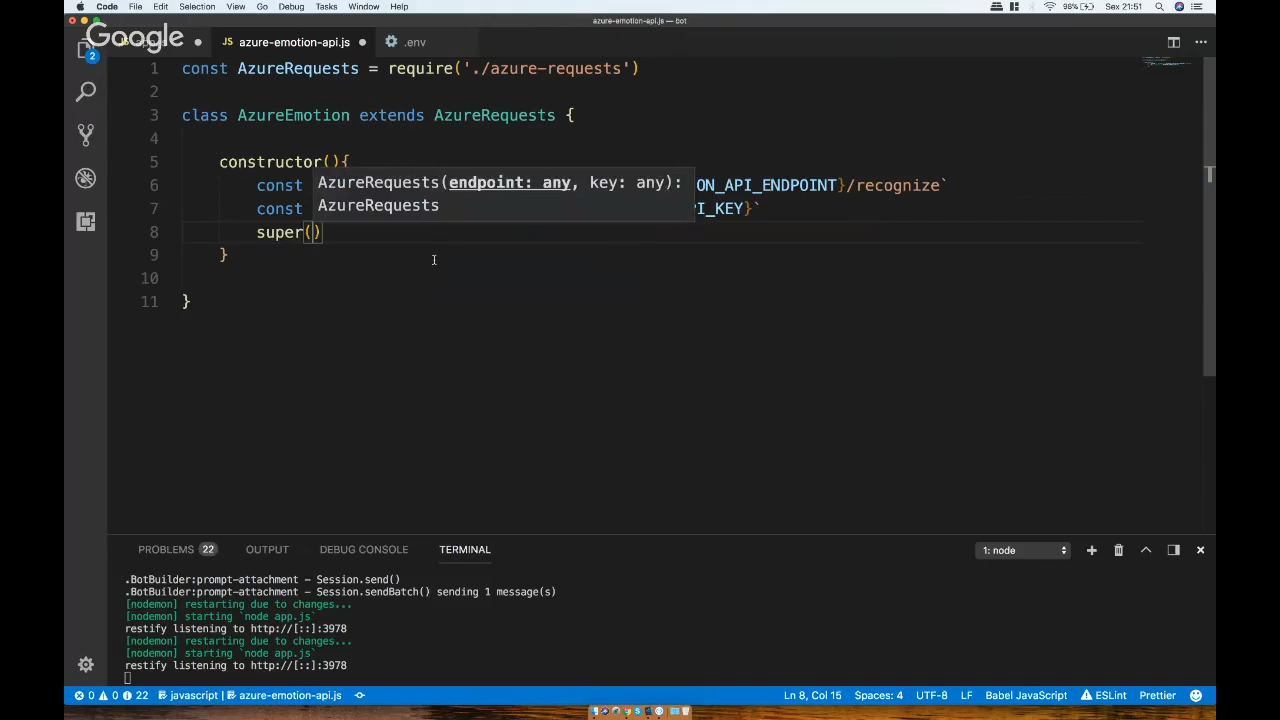 Code File Edit Selection View Go Debug Tasks Window Help 98% Sex 21:51
azure-emotion-api.js — bot
Google
azure-emotion-api.js .env
2
1 const AzureRequests = require('./azure-requests')
2
3 class AzureEmotion extends AzureRequests {
4
5 constructor(){
AzureRequests(endpoint: any, key: any):
6 const ON_API_ENDPOINT}/recognize`
AzureRequests
7 const PI_KEY}`
8 super()
9 }
10
11 }
PROBLEMS 22 OUTPUT DEBUG CONSOLE TERMINAL 1: node
.BotBuilder:prompt-attachment - Session.send()
.BotBuilder:prompt-attachment - Session.sendBatch() sending 1 message(s)
[nodemon] restarting due to changes...
[nodemon] starting `node app.js`
restify listening to http://[::]:3978
[nodemon] restarting due to changes...
[nodemon] starting `node app.js`
restify listening to http://[::]:3978
0 0 22 javascript | azure-emotion-api.js Ln 8, Col 15 Spaces: 4 UTF-8 LF Babel JavaScript ESLint Prettier